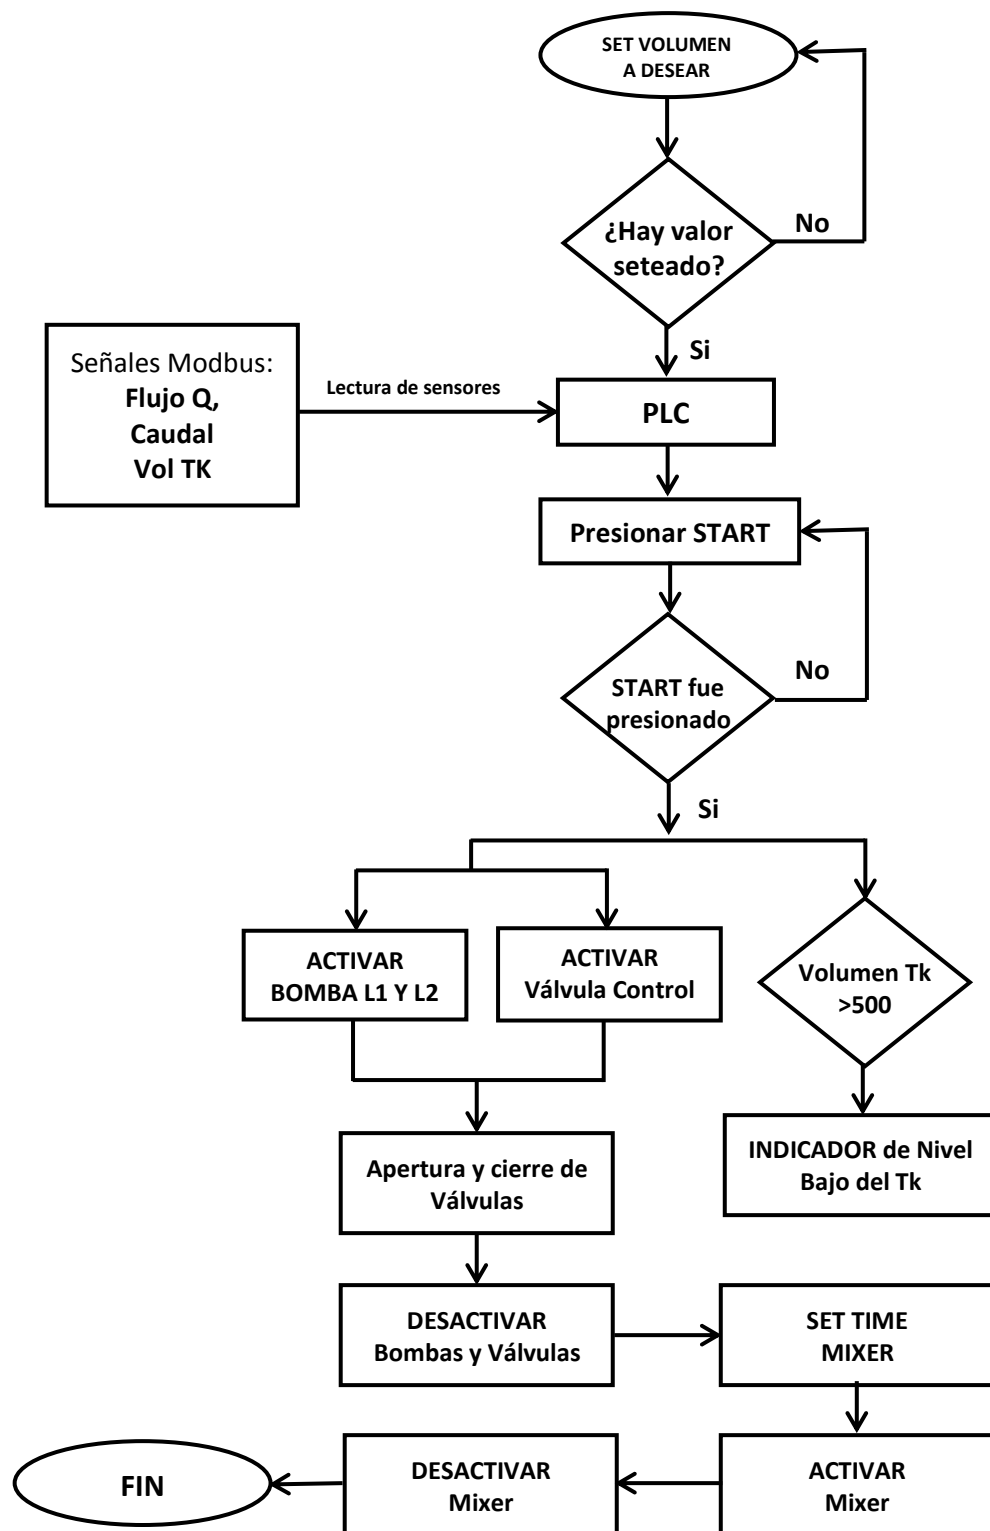 SET VOLUMEN
A DESEAR
¿Hay valor
seteado?
No
Si
Señales Modbus:
Flujo Q,
Caudal
Vol TK
Lectura de sensores
PLC
Presionar START
START fue
presionado
No
Si
ACTIVAR
BOMBA L1 Y L2
ACTIVAR
Válvula Control
Volumen Tk
>500
INDICADOR de Nivel
Bajo del Tk
Apertura y cierre de
Válvulas
DESACTIVAR
Bombas y Válvulas
SET TIME
MIXER
ACTIVAR
Mixer
DESACTIVAR
Mixer
FIN